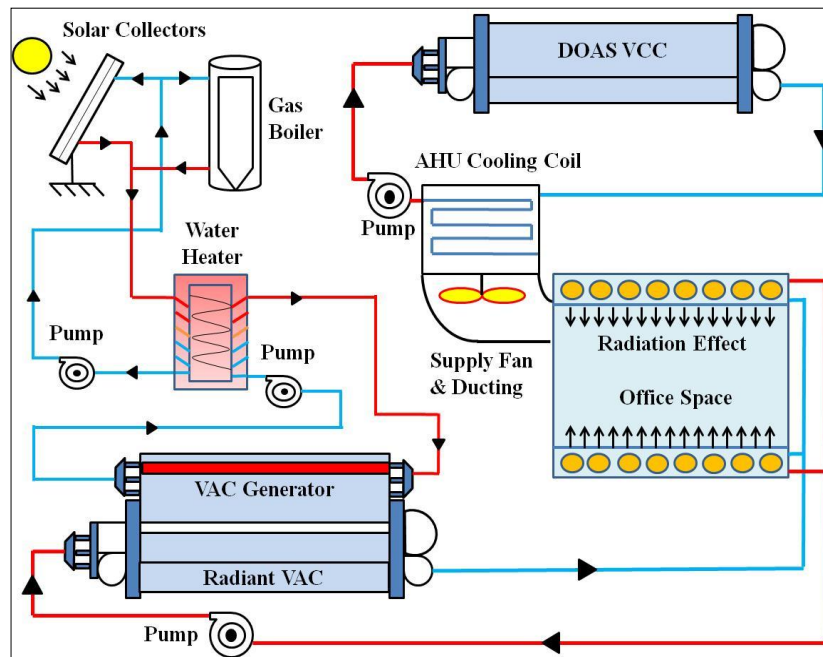 Solar Collectors
DOAS VCC
Gas
Boiler
AHU Cooling Coil
Pump
Water
Heater
Pump
Pump
Supply Fan
& Ducting
Radiation Effect
Office Space
VAC Generator
Radiant VAC
Pump